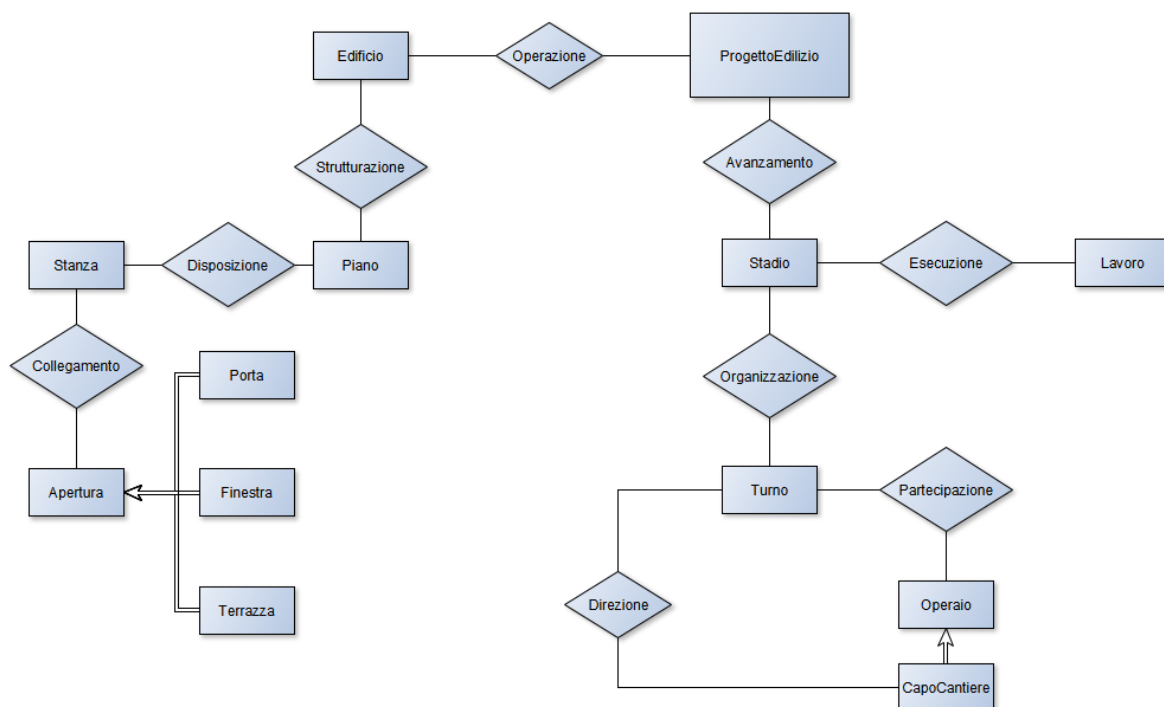 Edificio
Operazione
ProgettoEdilizio
Strutturazione
Avanzamento
Stanza
Disposizione
Piano
Stadio
Esecuzione
Lavoro
Collegamento
Porta
Organizzazione
Apertura
Finestra
Turno
Partecipazione
Terrazza
Direzione
Operaio
CapoCantiere